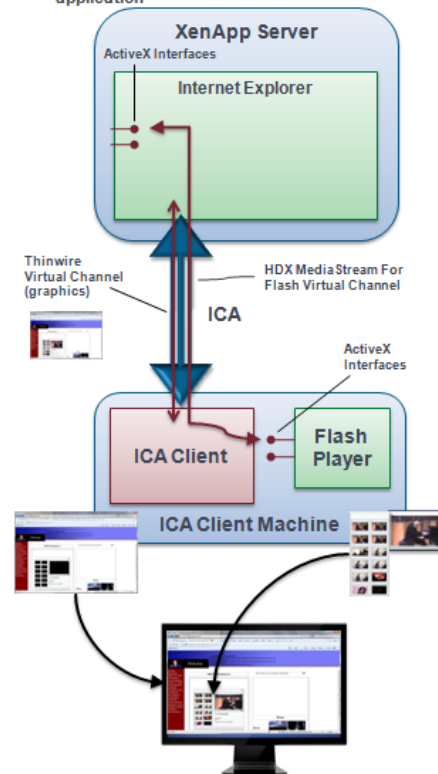 application
XenApp Server
ActiveX Interfaces
Internet Explorer
Thinwire
Virtual Channel
(graphics)
HDX MediaStream For
Flash Virtual Channel
ICA
ActiveX
Interfaces
ICA Client
Flash
Player
ICA Client Machine